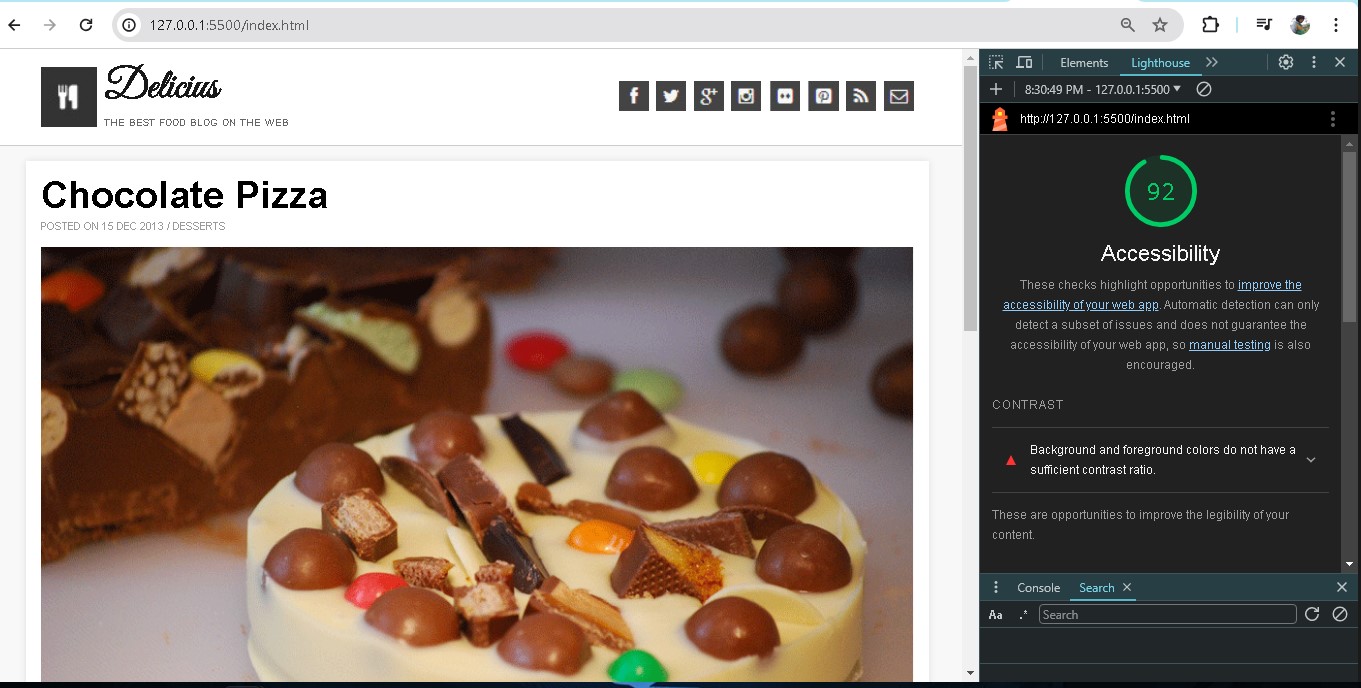 127.0.0.1:5500/index.html
Delicius
THE BEST FOOD BLOG ON THE WEB
Chocolate Pizza
POSTED ON 15 DEC 2013 / DESSERTS
Elements Lighthouse
8:30:49 PM - 127.0.0.1:5500
http://127.0.0.1:5500/index.html
92
Accessibility
These checks highlight opportunities to improve the
accessibility of your web app. Automatic detection can only
detect a subset of issues and does not guarantee the
accessibility of your web app, so manual testing is also
encouraged.
CONTRAST
Background and foreground colors do not have a
sufficient contrast ratio.
These are opportunities to improve the legibility of your
content.
Console Search
Aa .* Search